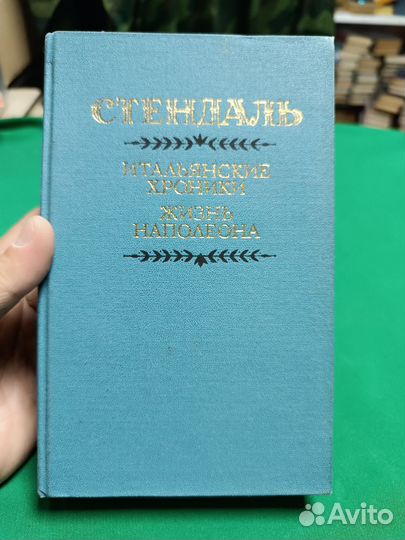 СТЕНДАЛЬ
ИТАЛЬЯНСКИЕ
ХРОНИКИ
ЖИЗНЬ
НАПОЛЕОНА
Avito